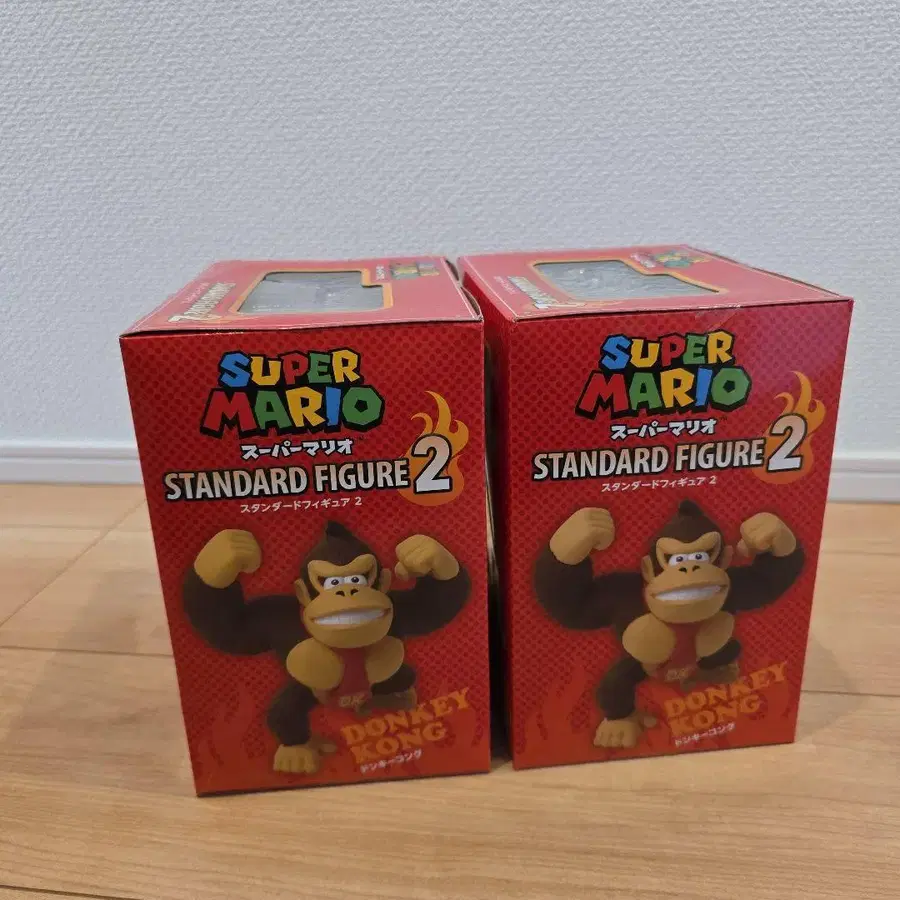 SUPER
MARIO
スーパーマリオ
STANDARD FIGURE 2
スタンダードフィギュア 2
DK
DONKEY
KONG
ドンキーコング
SUPER
MARIO
スーパーマリオ
STANDARD FIGURE 2
スタンダードフィギュア 2
DONKEY
KONG
ドンキーコング